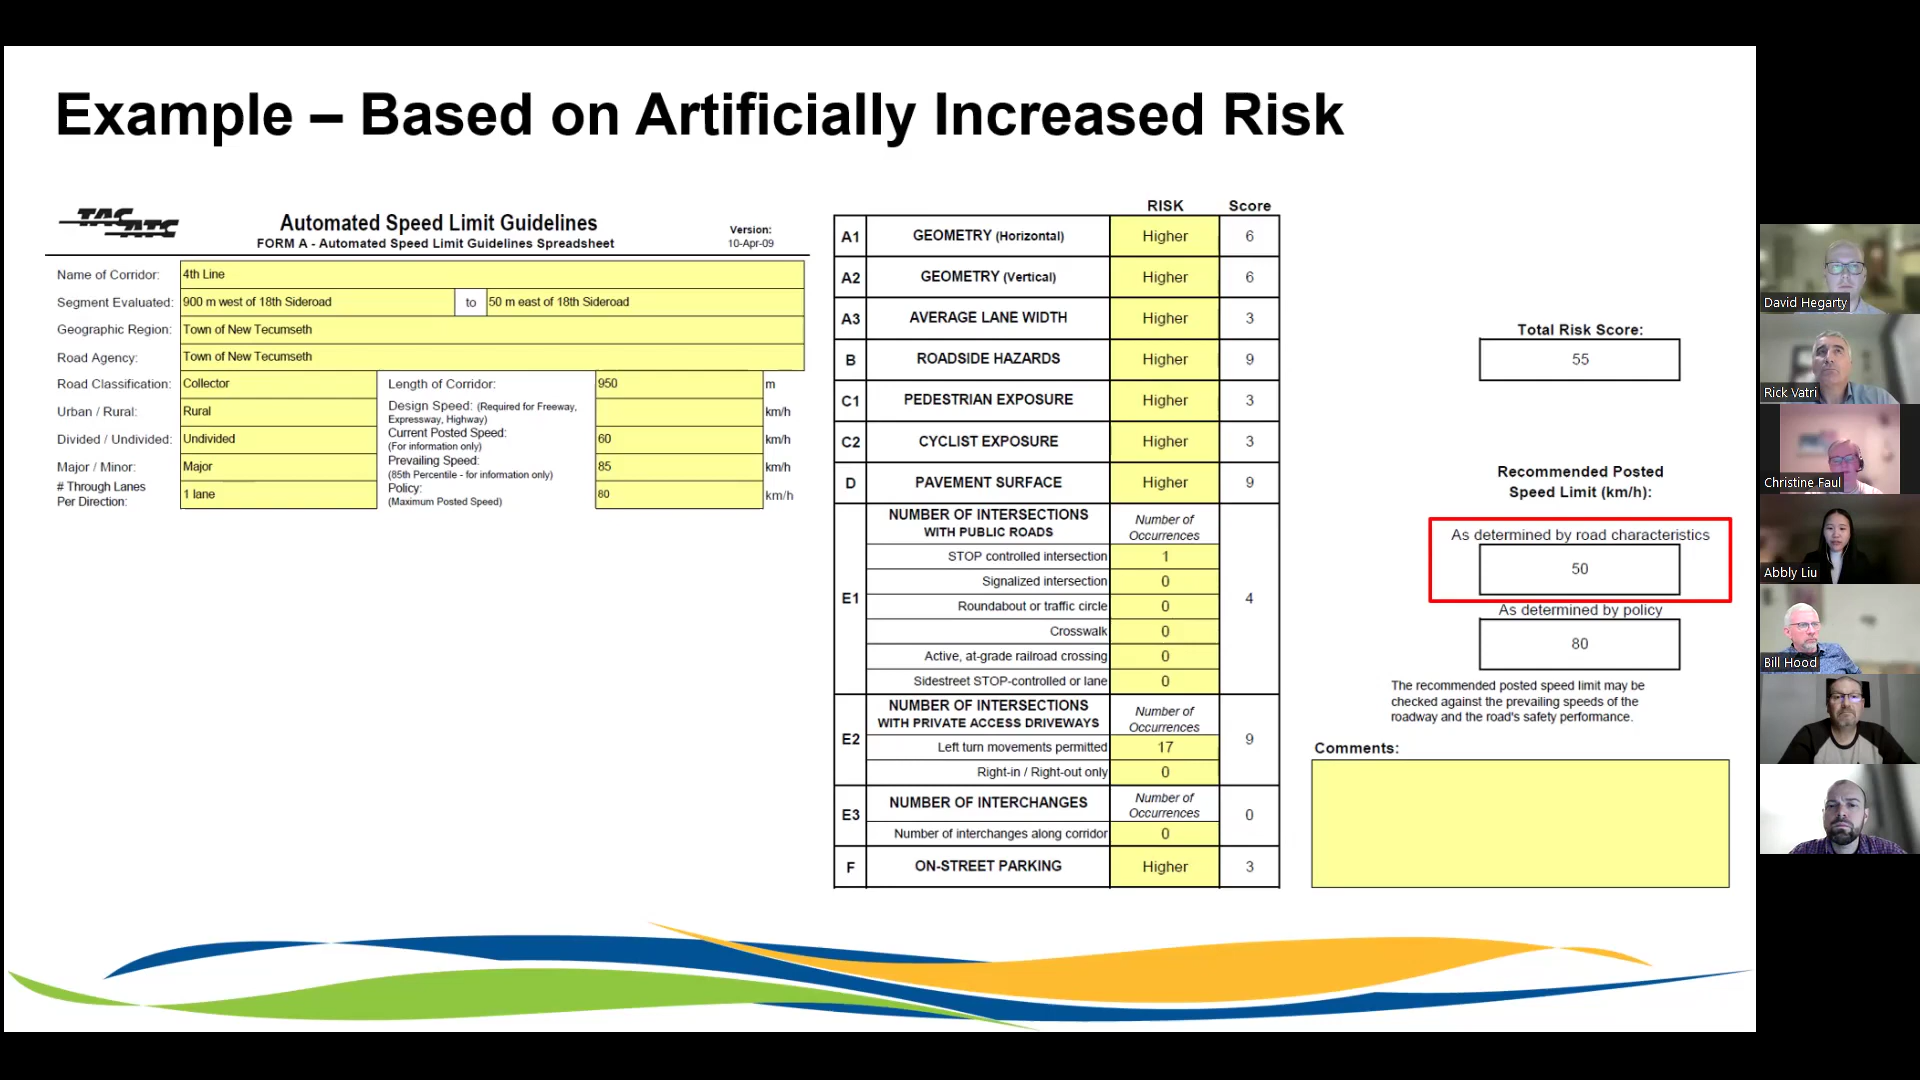 Example – Based on Artificially Increased Risk
TAC
ATC
Automated Speed Limit Guidelines
FORM A - Automated Speed Limit Guidelines Spreadsheet
Version:
10-Apr-09
Name of Corridor: 4th Line
Segment Evaluated: 900 m west of 18th Sideroad to 50 m east of 18th Sideroad
Geographic Region: Town of New Tecumseth
Road Agency: Town of New Tecumseth
Road Classification: Collector Length of Corridor: 950 m
Urban / Rural: Rural Design Speed: (Required for Freeway, Expressway, Highway) km/h
Divided / Undivided: Undivided Current Posted Speed: (For information only) 60 km/h
Major / Minor: Major Prevailing Speed: (85th Percentile - for information only) 85 km/h
# Through Lanes Per Direction: 1 lane Policy: (Maximum Posted Speed) 80 km/h
RISK Score
A1 GEOMETRY (Horizontal) Higher 6
A2 GEOMETRY (Vertical) Higher 6
A3 AVERAGE LANE WIDTH Higher 3
B ROADSIDE HAZARDS Higher 9
C1 PEDESTRIAN EXPOSURE Higher 3
C2 CYCLIST EXPOSURE Higher 3
D PAVEMENT SURFACE Higher 9
E1 NUMBER OF INTERSECTIONS WITH PUBLIC ROADS Number of Occurrences 4
STOP controlled intersection 1
Signalized intersection 0
Roundabout or traffic circle 0
Crosswalk 0
Active, at-grade railroad crossing 0
Sidestreet STOP-controlled or lane 0
E2 NUMBER OF INTERSECTIONS WITH PRIVATE ACCESS DRIVEWAYS Number of Occurrences 9
Left turn movements permitted 17
Right-in / Right-out only 0
E3 NUMBER OF INTERCHANGES Number of Occurrences 0
Number of interchanges along corridor 0
F ON-STREET PARKING Higher 3
Total Risk Score:
55
Recommended Posted
Speed Limit (km/h):
As determined by road characteristics
50
As determined by policy
80
The recommended posted speed limit may be
checked against the prevailing speeds of the
roadway and the road's safety performance.
Comments:
David Hegarty
Rick Vatri
Christine Faul
Abbly Liu
Bill Hood